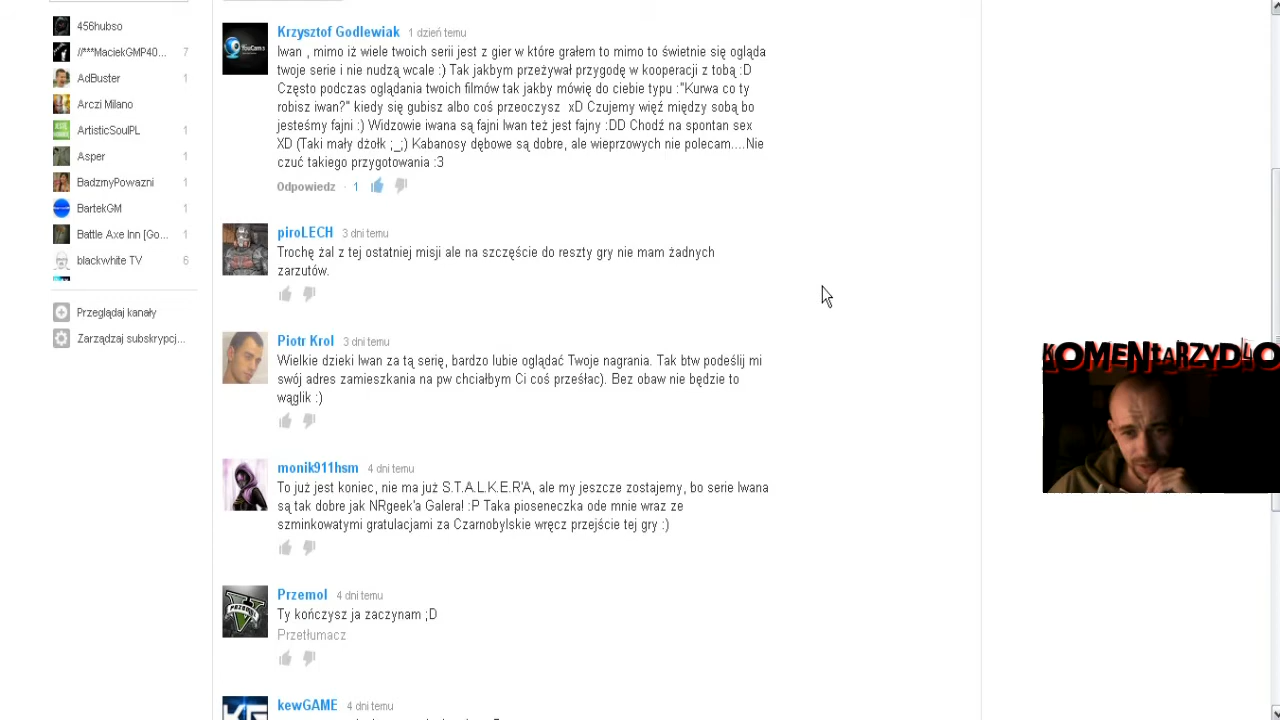 456hubso
//***MaciekGMP40... 7
AdBuster
Arczi Milano
ArtisticSoulPL 1
Asper 1
BadzmyPowazni 1
BartekGM 1
Battle Axe Inn [Go... 1
blackwhite TV 6
Przeglądaj kanały
Zarządzaj subskrypcj...
YouCam 5
Krzysztof Godlewiak 1 dzień temu
Iwan , mimo iż wiele twoich serii jest z gier w które grałem to mimo to świetnie się ogląda
twoje serie i nie nudzą wcale :) Tak jakbym przeżywał przygodę w kooperacji z tobą :D
Często podczas oglądania twoich filmów tak jakby mówię do ciebie typu :"Kurwa co ty
robisz iwan?" kiedy się gubisz albo coś przeoczysz xD Czujemy więź między sobą bo
jesteśmy fajni :) Widzowie iwana są fajni Iwan też jest fajny :DD Chodź na spontan sex
XD (Taki mały dżołk ;_;) Kabanosy dębowe są dobre, ale wieprzowych nie polecam....Nie
czuć takiego przygotowania :3
Odpowiedz · 1
piroLECH 3 dni temu
Trochę żal z tej ostatniej misji ale na szczęście do reszty gry nie mam żadnych
zarzutów.
Piotr Krol 3 dni temu
Wielkie dzieki Iwan za tą serię, bardzo lubie oglądać Twoje nagrania. Tak btw podeślij mi
swój adres zamieszkania na pw chciałbym Ci coś przesłac). Bez obaw nie będzie to
wąglik :)
monik911hsm 4 dni temu
To już jest koniec, nie ma już S.T.A.L.K.E.R'A, ale my jeszcze zostajemy, bo serie Iwana
są tak dobre jak NRgeek'a Galera! :P Taka pioseneczka ode mnie wraz ze
szminkowatymi gratulacjami za Czarnobylskie wręcz przejście tej gry :)
Przemol 4 dni temu
Ty kończysz ja zaczynam ;D
Przetłumacz
kewGAME 4 dni temu
KG
KOMENTARZYDŁO